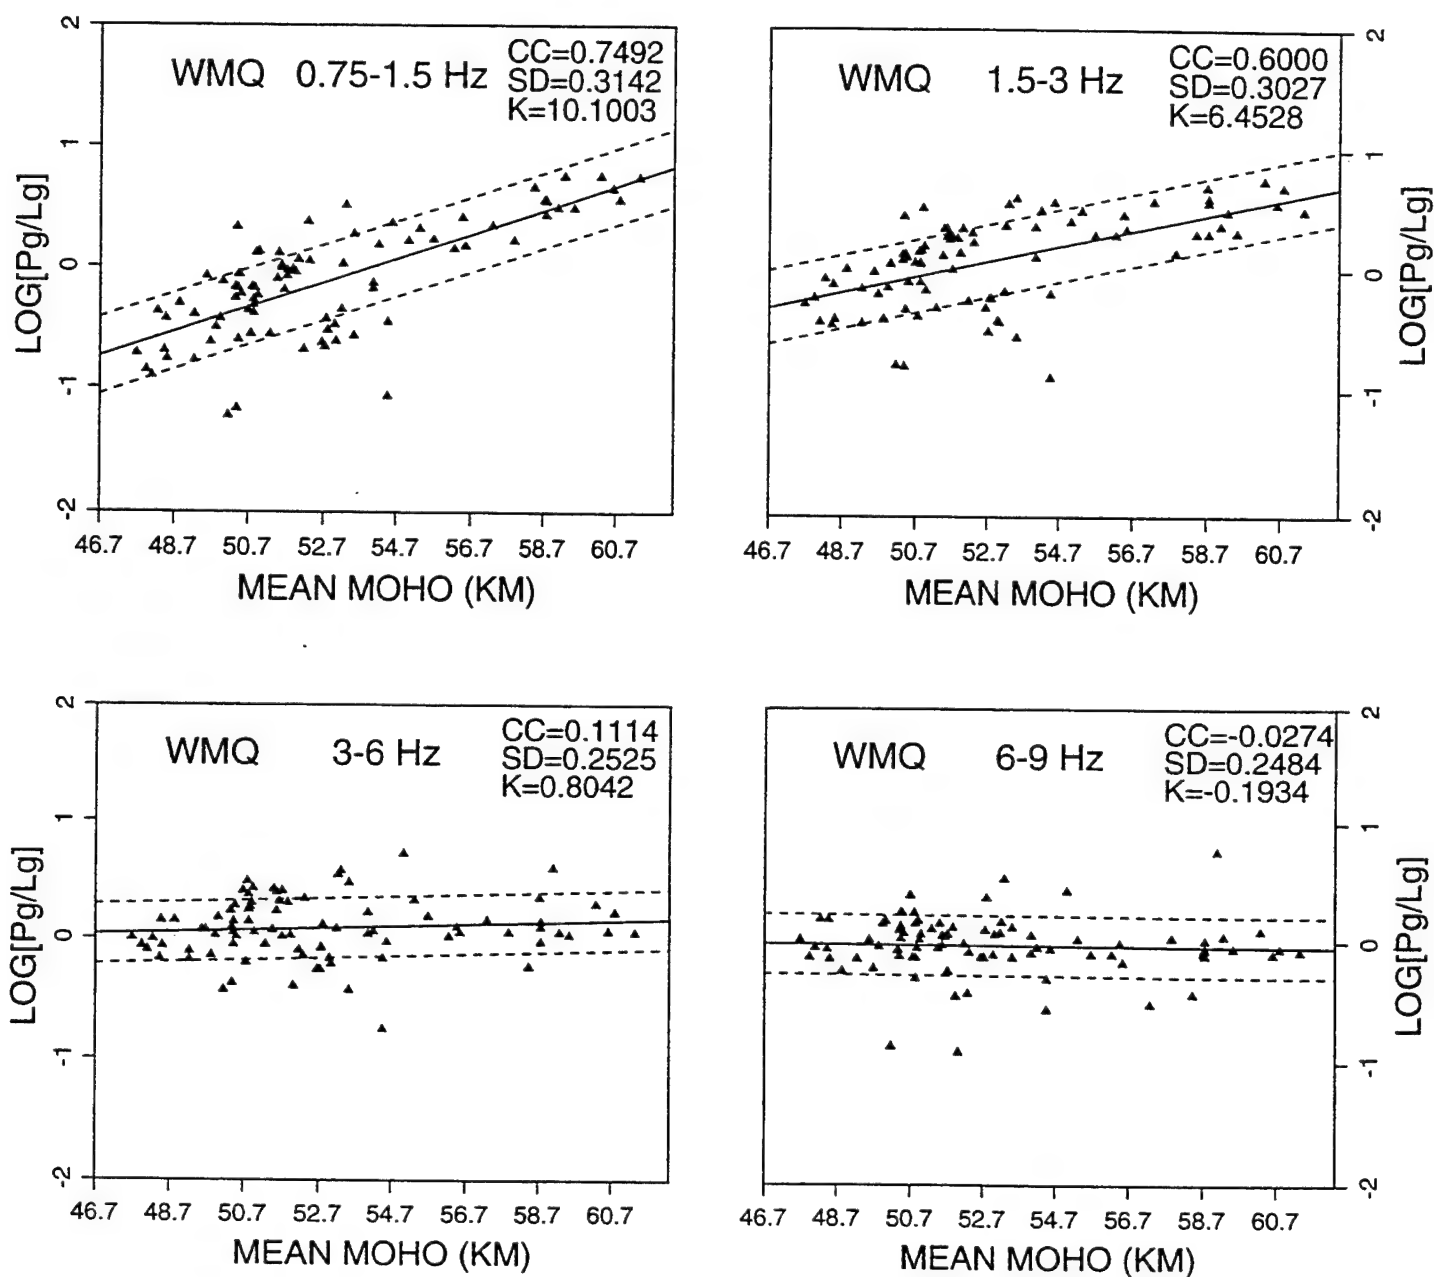 WMQ 0.75-1.5 Hz
CC=0.7492
SD=0.3142
K=10.1003
LOG[Pg/Lg]
2
1
0
-1
-2
46.7 48.7 50.7 52.7 54.7 56.7 58.7 60.7
MEAN MOHO (KM)
WMQ 1.5-3 Hz
CC=0.6000
SD=0.3027
K=6.4528
2
1
0
-1
-2
LOG[Pg/Lg]
46.7 48.7 50.7 52.7 54.7 56.7 58.7 60.7
MEAN MOHO (KM)
WMQ 3-6 Hz
CC=0.1114
SD=0.2525
K=0.8042
LOG[Pg/Lg]
2
1
0
-1
-2
46.7 48.7 50.7 52.7 54.7 56.7 58.7 60.7
MEAN MOHO (KM)
WMQ 6-9 Hz
CC=-0.0274
SD=0.2484
K=-0.1934
2
1
0
-1
-2
LOG[Pg/Lg]
46.7 48.7 50.7 52.7 54.7 56.7 58.7 60.7
MEAN MOHO (KM)